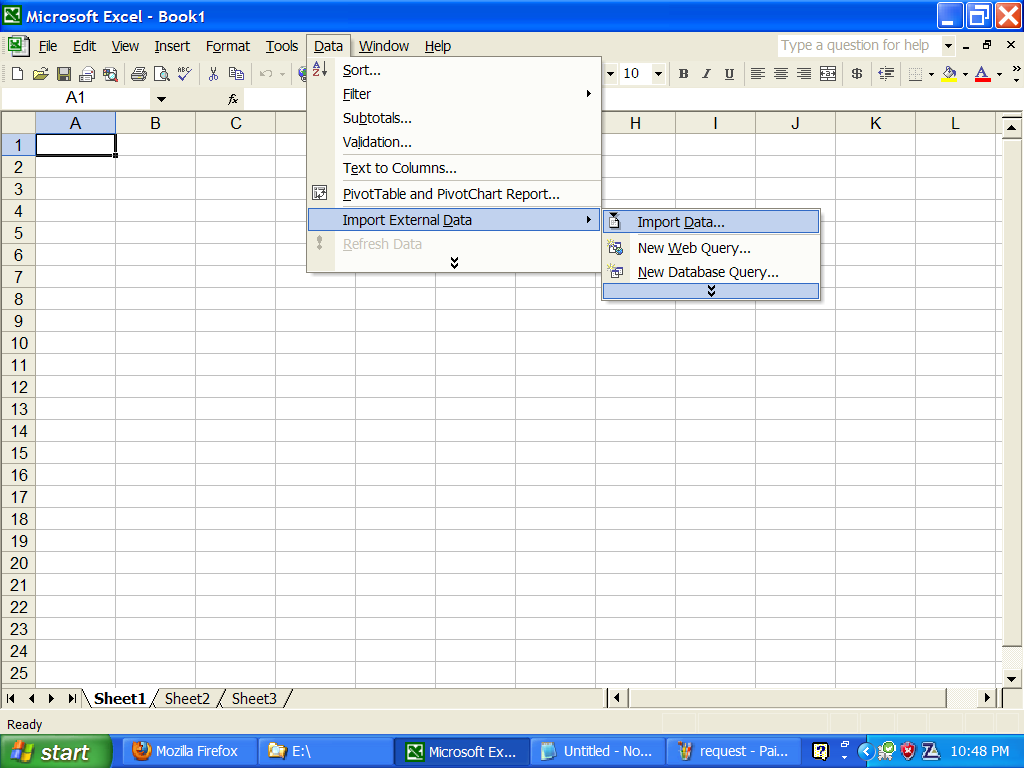 Microsoft Excel - Book1
File Edit View Insert Format Tools Data Window Help Type a question for help
10 B I U $
A1 fx
Sort...
Filter
Subtotals...
Validation...
Text to Columns...
PivotTable and PivotChart Report...
Import External Data
Refresh Data
Import Data...
New Web Query...
New Database Query...
A B C H I J K L
1
2
3
4
5
6
7
8
9
10
11
12
13
14
15
16
17
18
19
20
21
22
23
24
25
Sheet1 Sheet2 Sheet3
Ready
start Mozilla Firefox E:\ Microsoft Ex... Untitled - No... request - Pai... 10:48 PM